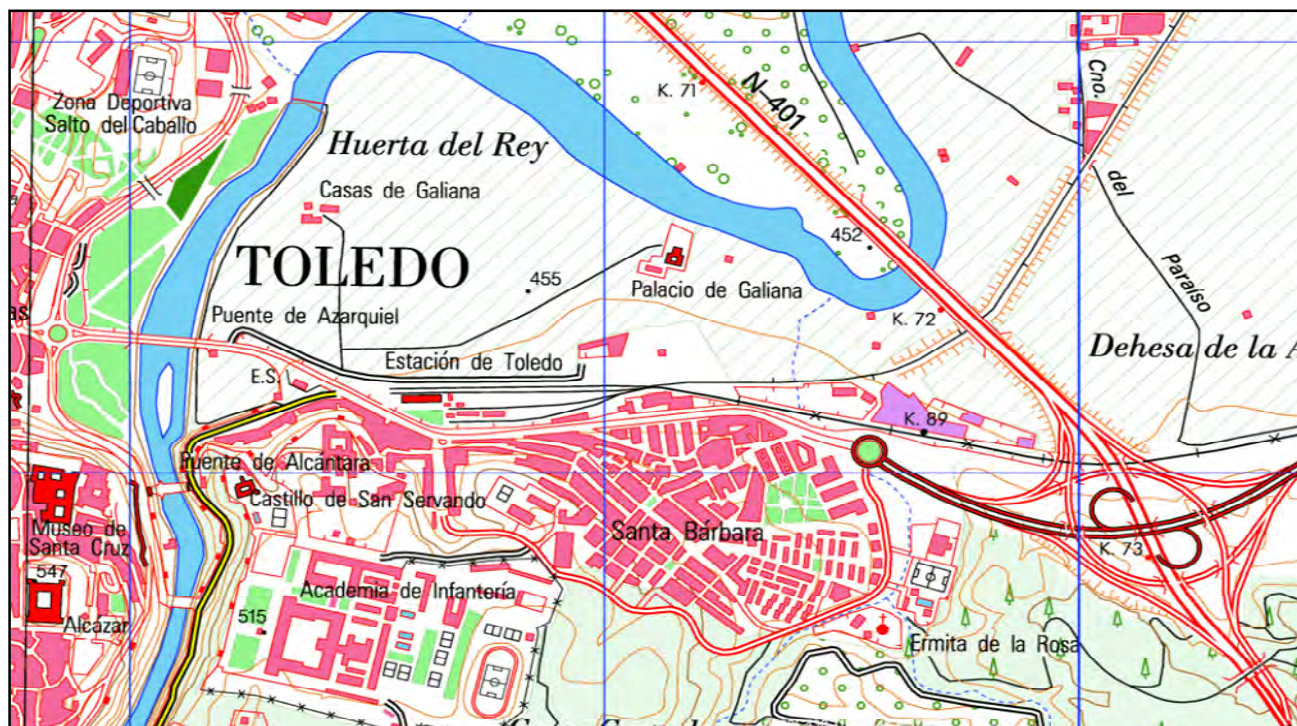 N-401
K. 71
Cno.
del
Paraíso
Zona Deportiva
Salto del Caballo
Huerta del Rey
Casas de Galiana
452
TOLEDO
455
Palacio de Galiana
Puente de Azarquiel
K. 72
Estación de Toledo
Dehesa de la A
E.S.
K. 89
Puente de Alcántara
Castillo de San Servando
Museo de
Santa Cruz
Santa Bárbara
K. 73
547
Academia de Infantería
Alcázar
515
Ermita de la Rosa